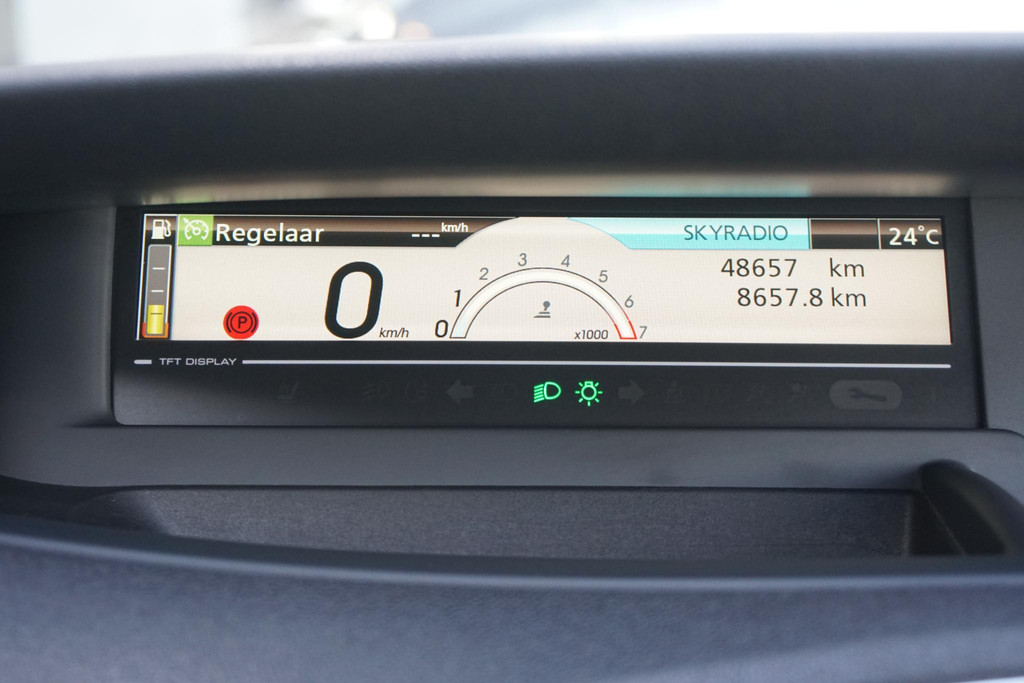 Regelaar ---km/h SKYRADIO 24°C
48657 km
8657.8 km
0 km/h
0 1 2 3 4 5 6 7
x1000
P
TFT DISPLAY